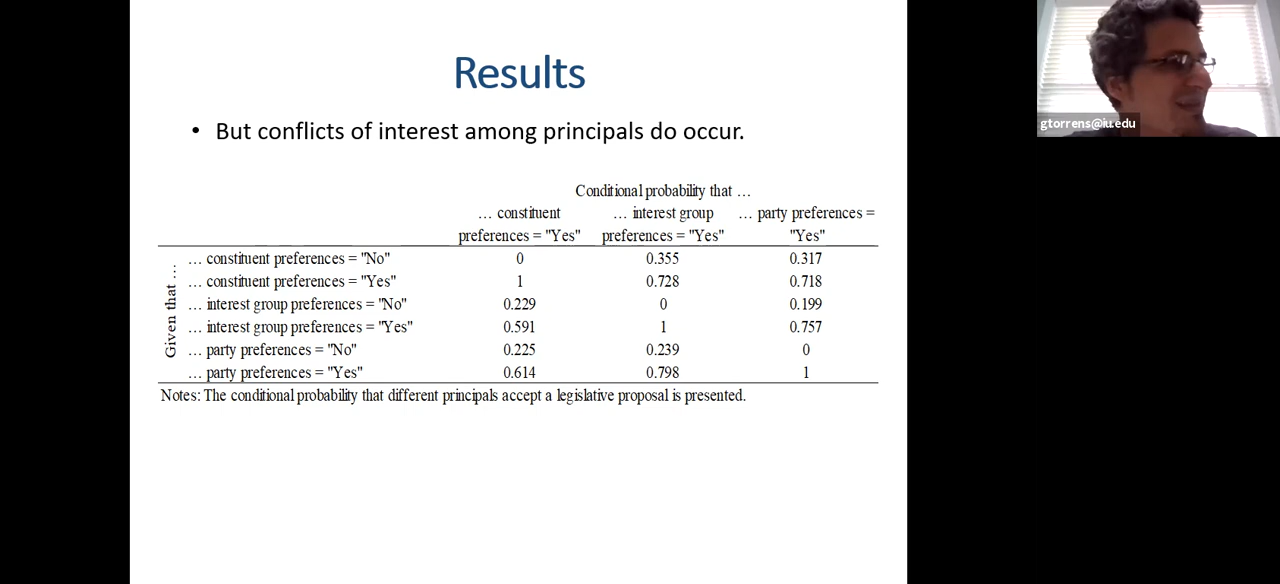 Results
• But conflicts of interest among principals do occur.
Conditional probability that …
… constituent preferences = "Yes" … interest group preferences = "Yes" … party preferences = "Yes"
Given that …
… constituent preferences = "No" 0 0.355 0.317
… constituent preferences = "Yes" 1 0.728 0.718
… interest group preferences = "No" 0.229 0 0.199
… interest group preferences = "Yes" 0.591 1 0.757
… party preferences = "No" 0.225 0.239 0
… party preferences = "Yes" 0.614 0.798 1
Notes: The conditional probability that different principals accept a legislative proposal is presented.
gtorrens@iu.edu